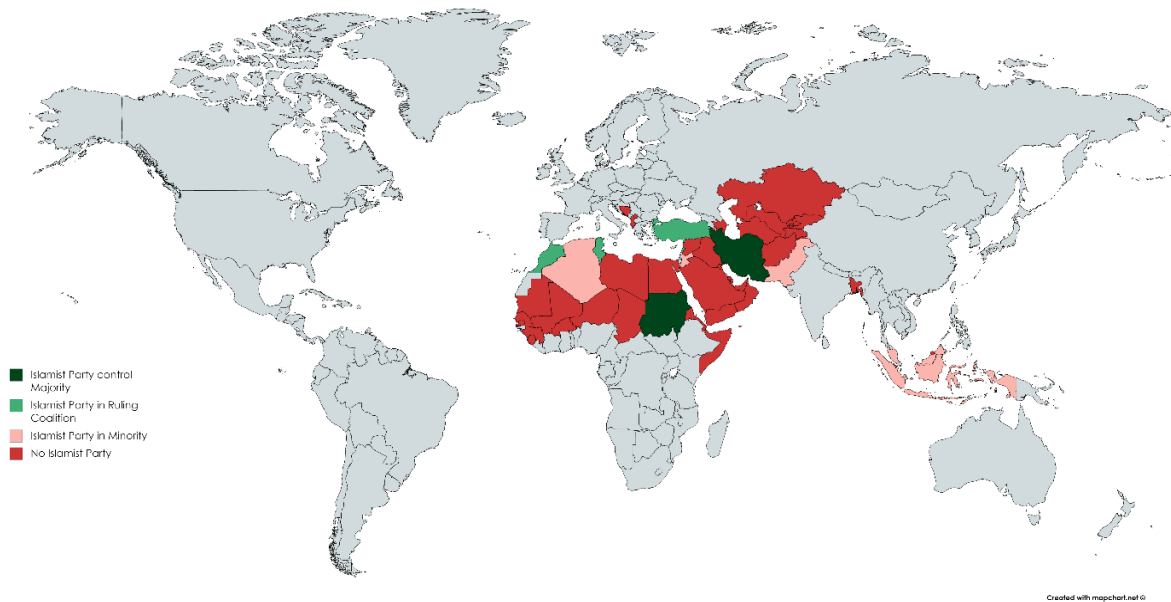 Islamist Party control
Majority
Islamist Party in Ruling
Coalition
Islamist Party in Minority
No Islamist Party
Created with mapchart.net ©